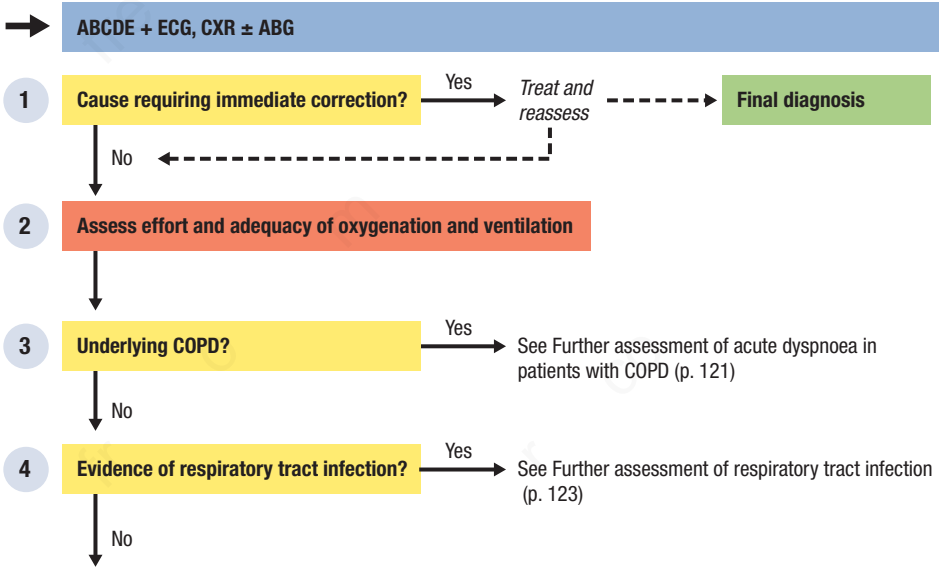 ABCDE + ECG, CXR ± ABG
1
Cause requiring immediate correction?
Yes
Treat and
reassess
Final diagnosis
No
2
Assess effort and adequacy of oxygenation and ventilation
3
Underlying COPD?
Yes
See Further assessment of acute dyspnoea in
patients with COPD (p. 121)
No
4
Evidence of respiratory tract infection?
Yes
See Further assessment of respiratory tract infection
(p. 123)
No